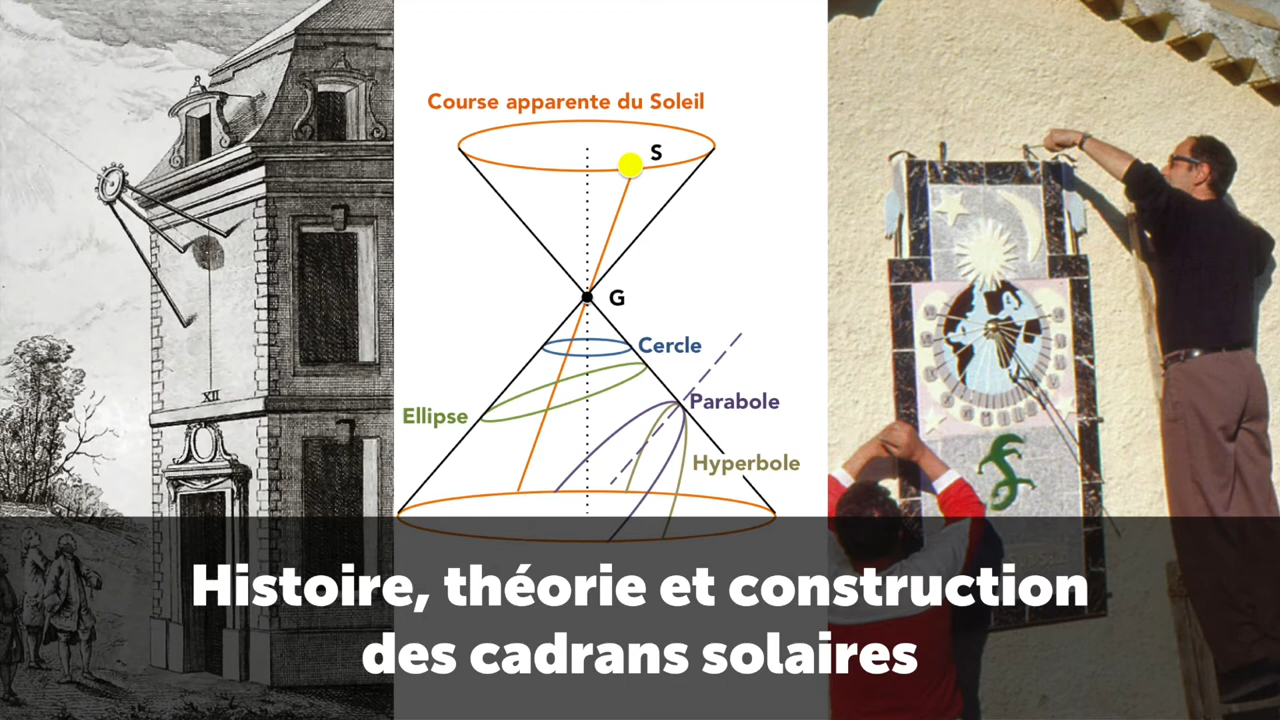 Course apparente du Soleil
S
G
Cercle
Ellipse
Parabole
Hyperbole
XII
Histoire, théorie et construction
des cadrans solaires